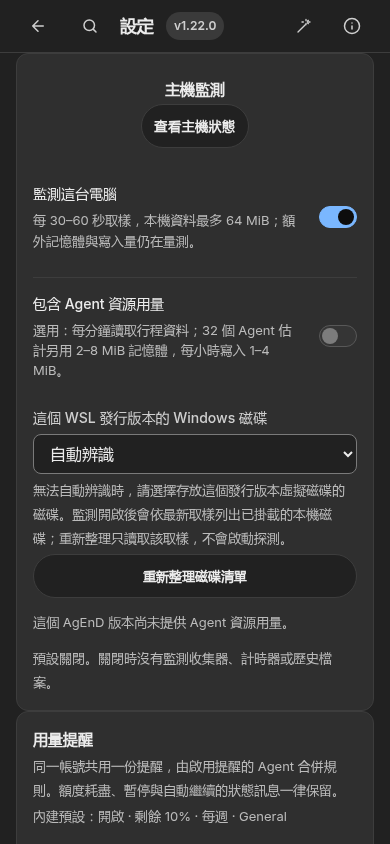 設定 v1.22.0
主機監測
查看主機狀態
監測這台電腦
每 30–60 秒取樣，本機資料最多 64 MiB；額
外記憶體與寫入量仍在量測。
包含 Agent 資源用量
選用：每分鐘讀取行程資料；32 個 Agent 估
計另用 2–8 MiB 記憶體，每小時寫入 1–4
MiB。
這個 WSL 發行版本的 Windows 磁碟
自動辨識
無法自動辨識時，請選擇存放這個發行版本虛擬磁碟的
磁碟。監測開啟後會依最新取樣列出已掛載的本機磁
碟；重新整理只讀取該取樣，不會啟動探測。
重新整理磁碟清單
這個 AgEnD 版本尚未提供 Agent 資源用量。
預設關閉。關閉時沒有監測收集器、計時器或歷史檔
案。
用量提醒
同一帳號共用一份提醒，由啟用提醒的 Agent 合併規
則。額度耗盡、暫停與自動繼續的狀態訊息一律保留。
內建預設：開啟 · 剩餘 10% · 每週 · General